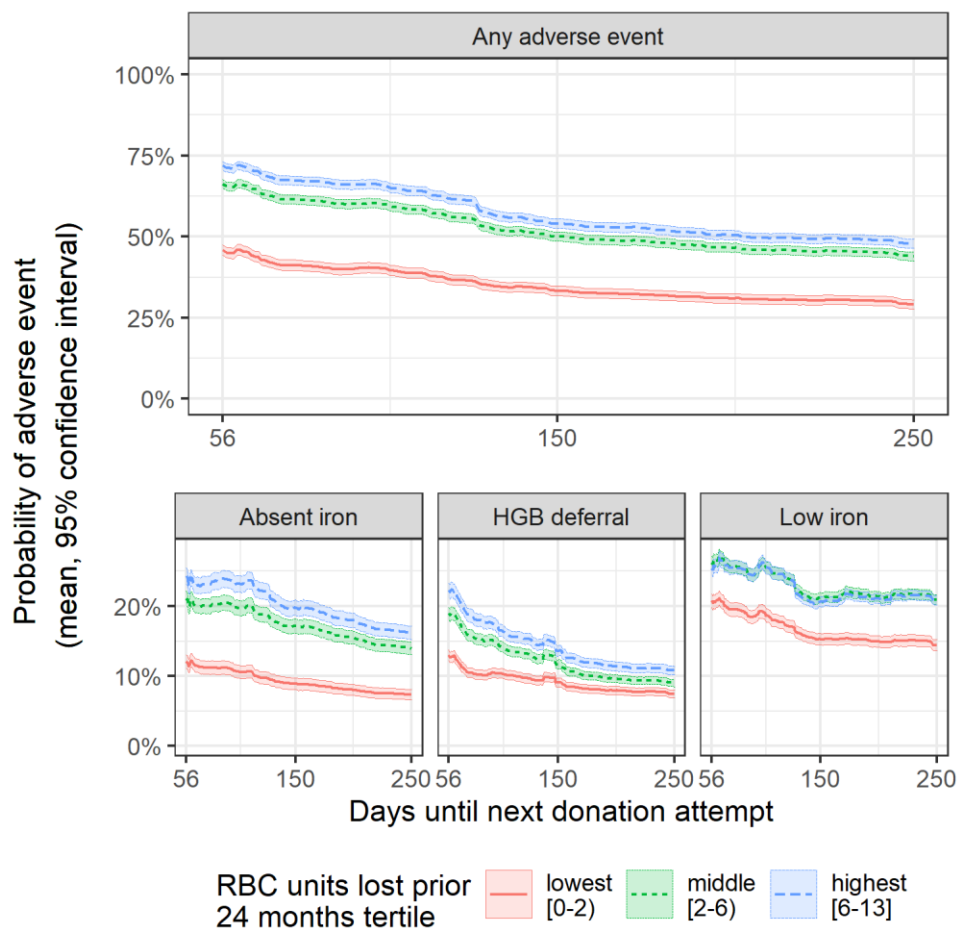 Any adverse event
100%
75%
50%
25%
0%
56 150 250
Probability of adverse event
(mean, 95% confidence interval)
Absent iron HGB deferral Low iron
20%
10%
0%
56 150 250 56 150 250 56 150 250
Days until next donation attempt
RBC units lost prior
24 months tertile
lowest
[0-2)
middle
[2-6)
highest
[6-13]